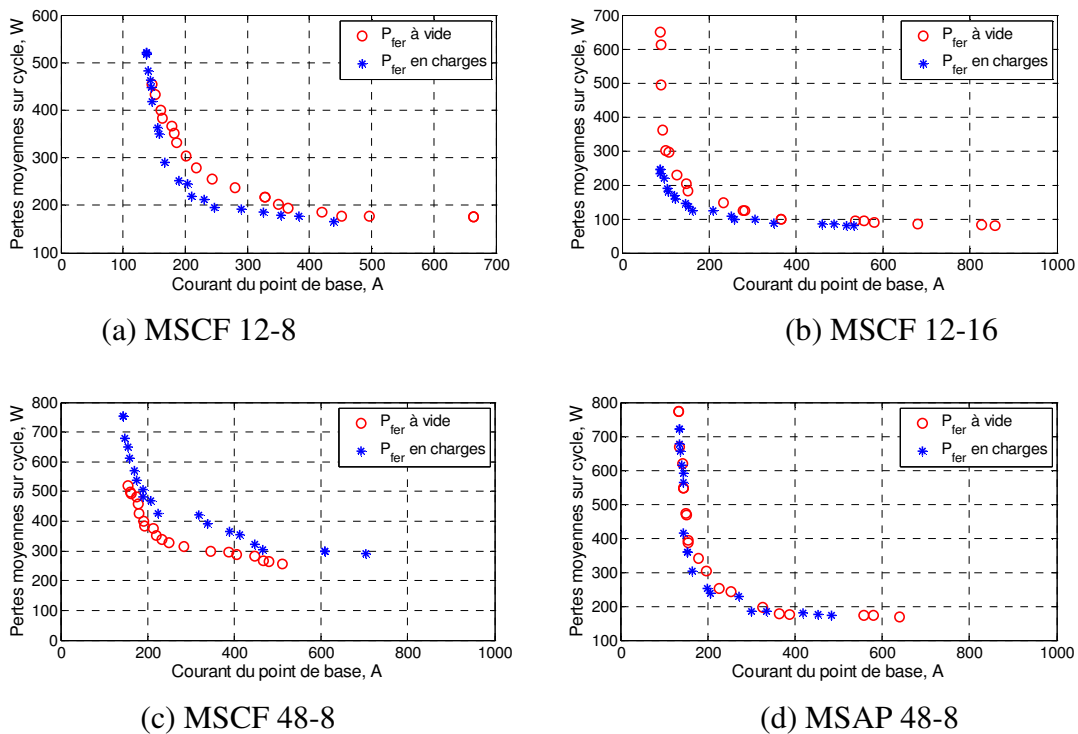 600
500
400
300
200
100
0 100 200 300 400 500 600 700
Pertes moyennes sur cycle, W
Courant du point de base, A
P_fer à vide
P_fer en charges
(a) MSCF 12-8
700
600
500
400
300
200
100
0
0 200 400 600 800 1000
Pertes moyennes sur cycle, W
Courant du point de base, A
P_fer à vide
P_fer en charges
(b) MSCF 12-16
800
700
600
500
400
300
200
100
0
0 200 400 600 800 1000
Pertes moyennes sur cycle, W
Courant du point de base, A
P_fer à vide
P_fer en charges
(c) MSCF 48-8
800
700
600
500
400
300
200
100
0 200 400 600 800 1000
Pertes moyennes sur cycle, W
Courant du point de base, A
P_fer à vide
P_fer en charges
(d) MSAP 48-8